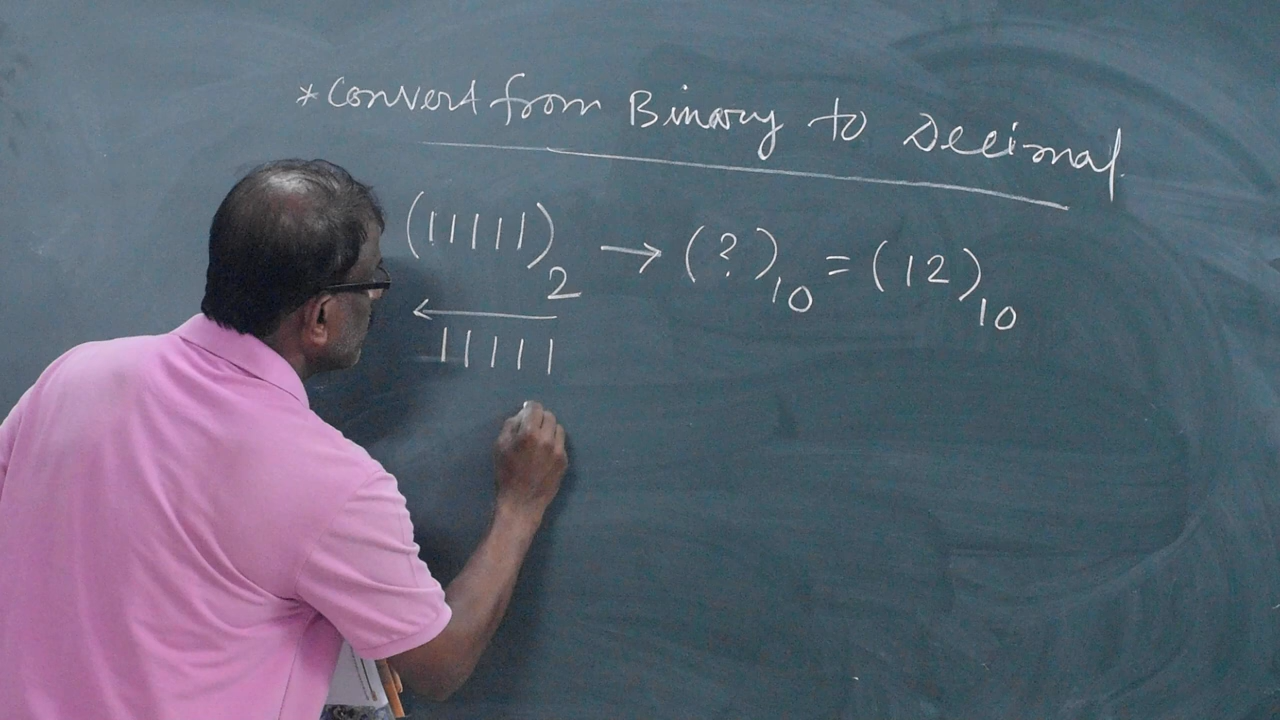 *Convert from Binary to Decimal.
(11111)₂ → (?)₁₀ = (12)₁₀
←
11111